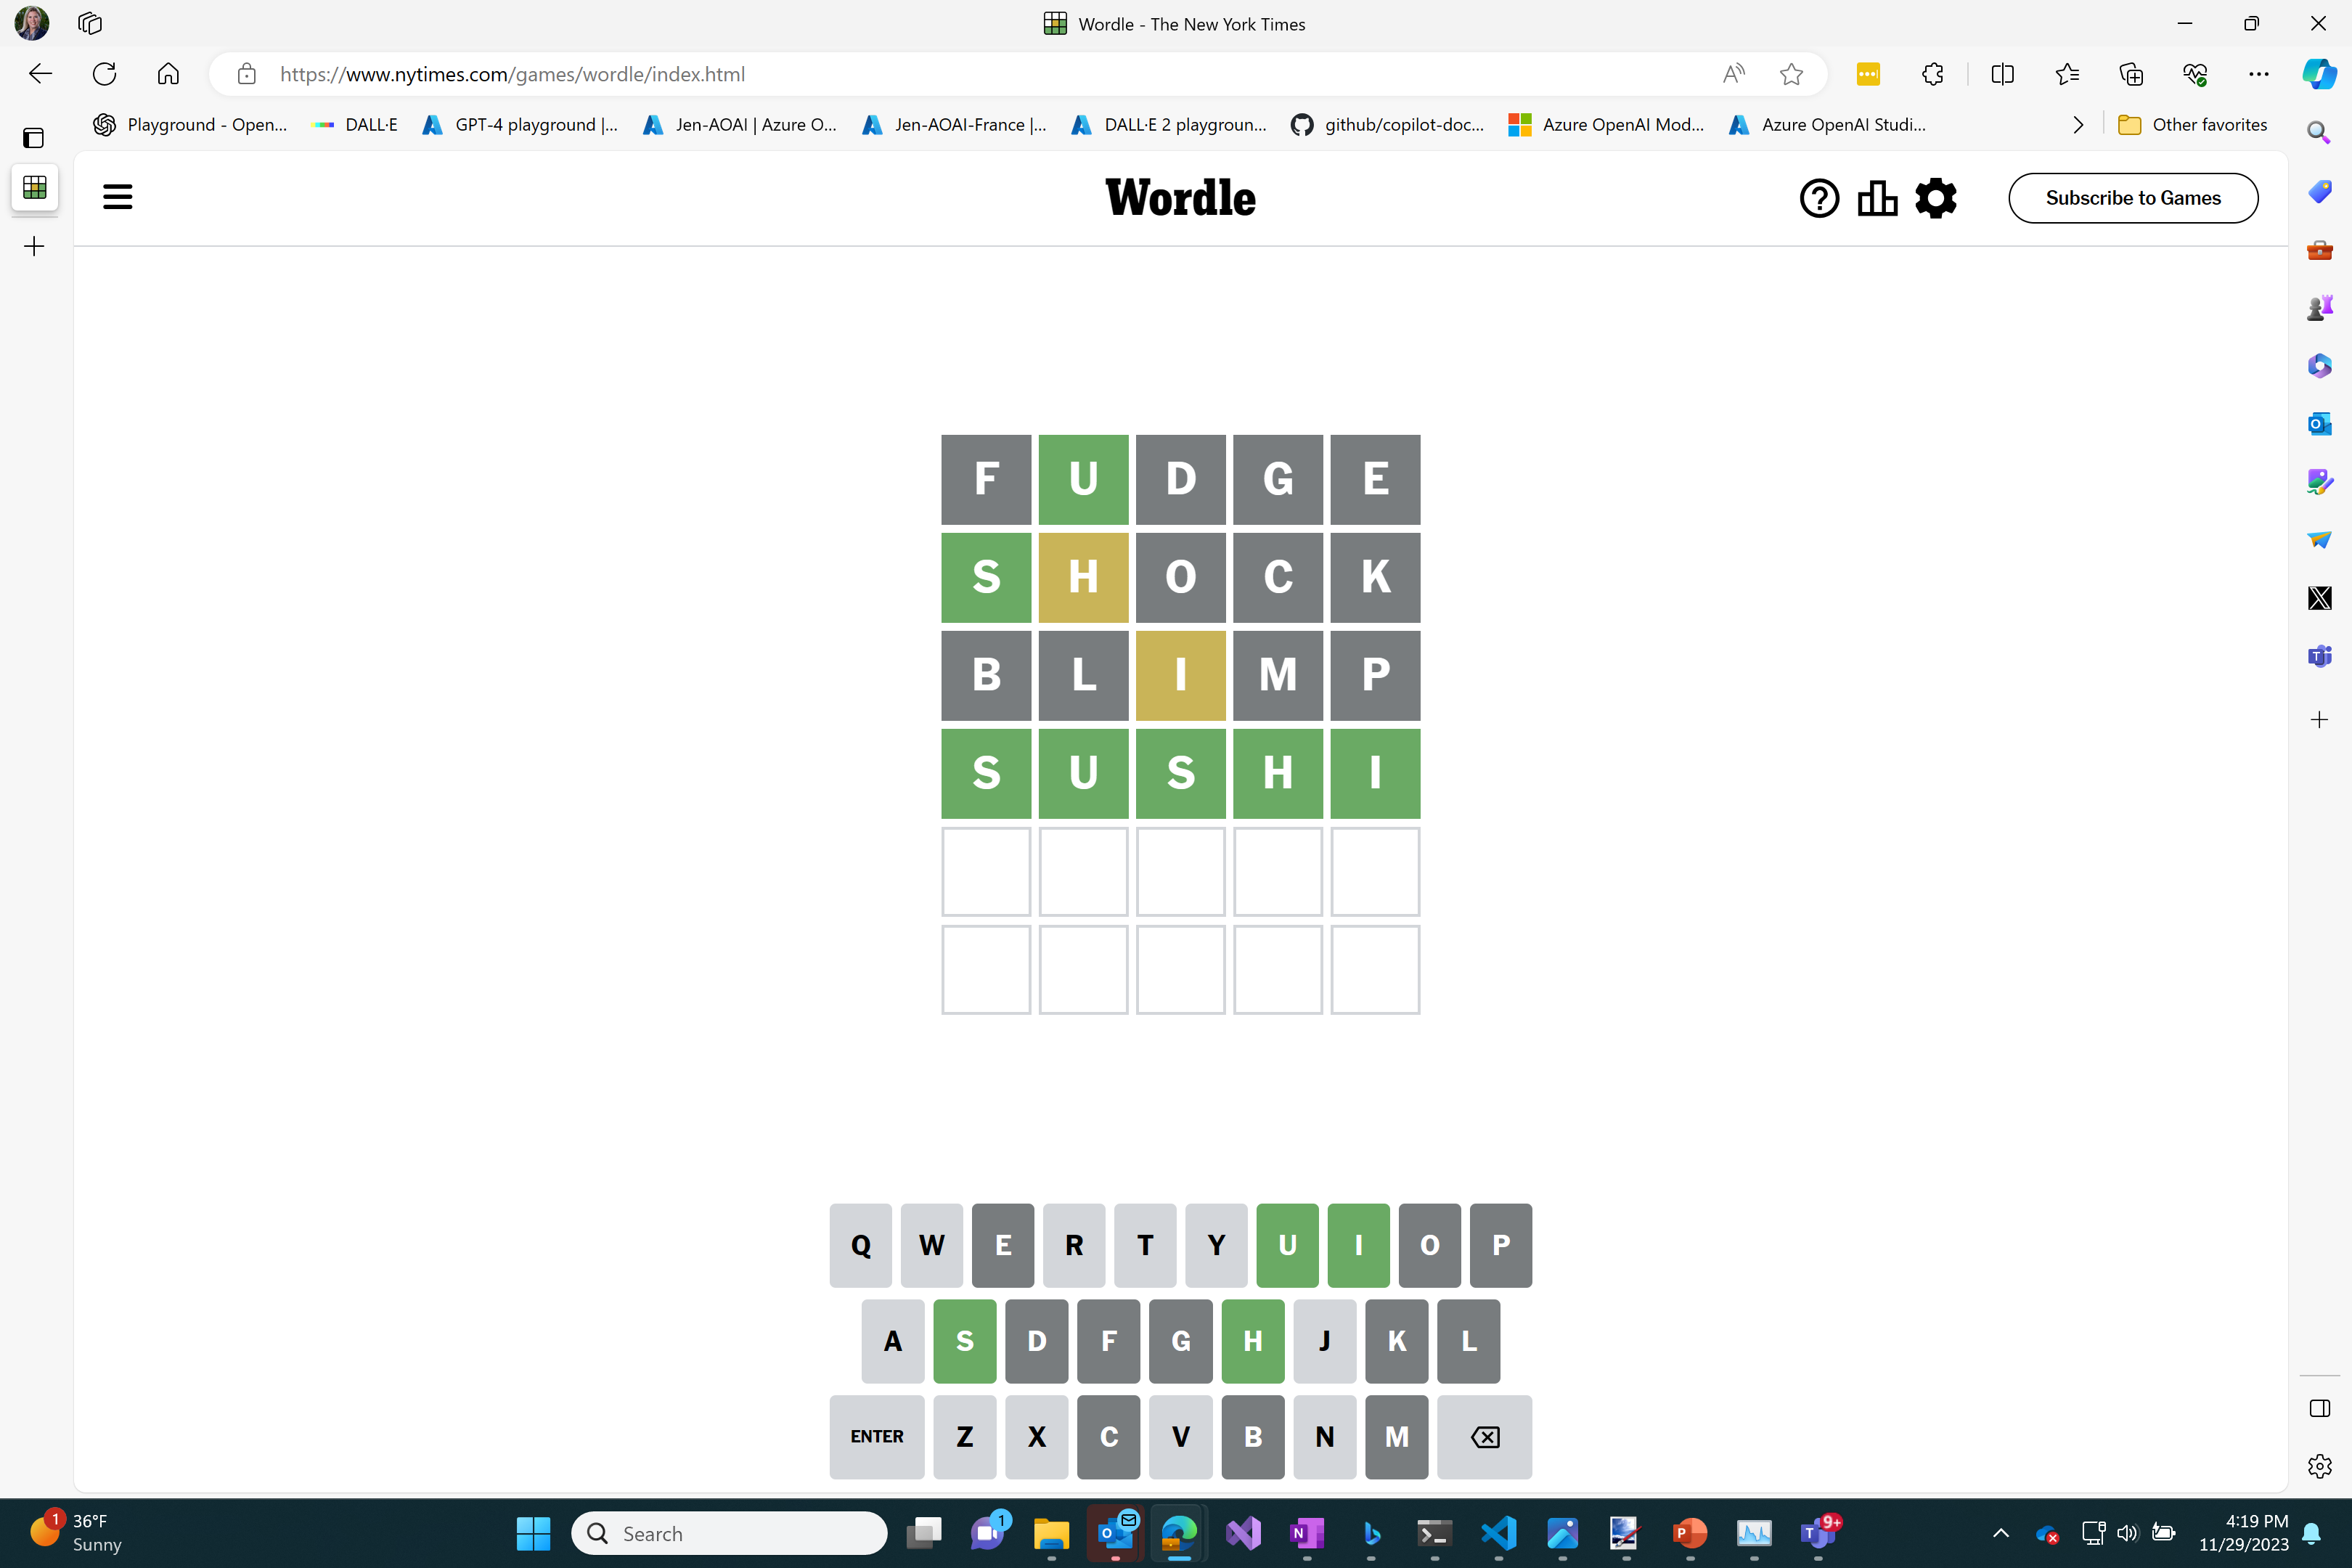 Wordle - The New York Times
https://www.nytimes.com/games/wordle/index.html
Playground - Open... DALL·E GPT-4 playground |... Jen-AOAI | Azure O... Jen-AOAI-France |... DALL·E 2 playgroun... github/copilot-doc... Azure OpenAI Mod... Azure OpenAI Studi... Other favorites
Wordle
Subscribe to Games
F U D G E
S H O C K
B L I M P
S U S H I
Q W E R T Y U I O P
A S D F G H J K L
ENTER Z X C V B N M
1 36°F
Sunny
Search
1
9+
4:19 PM
11/29/2023